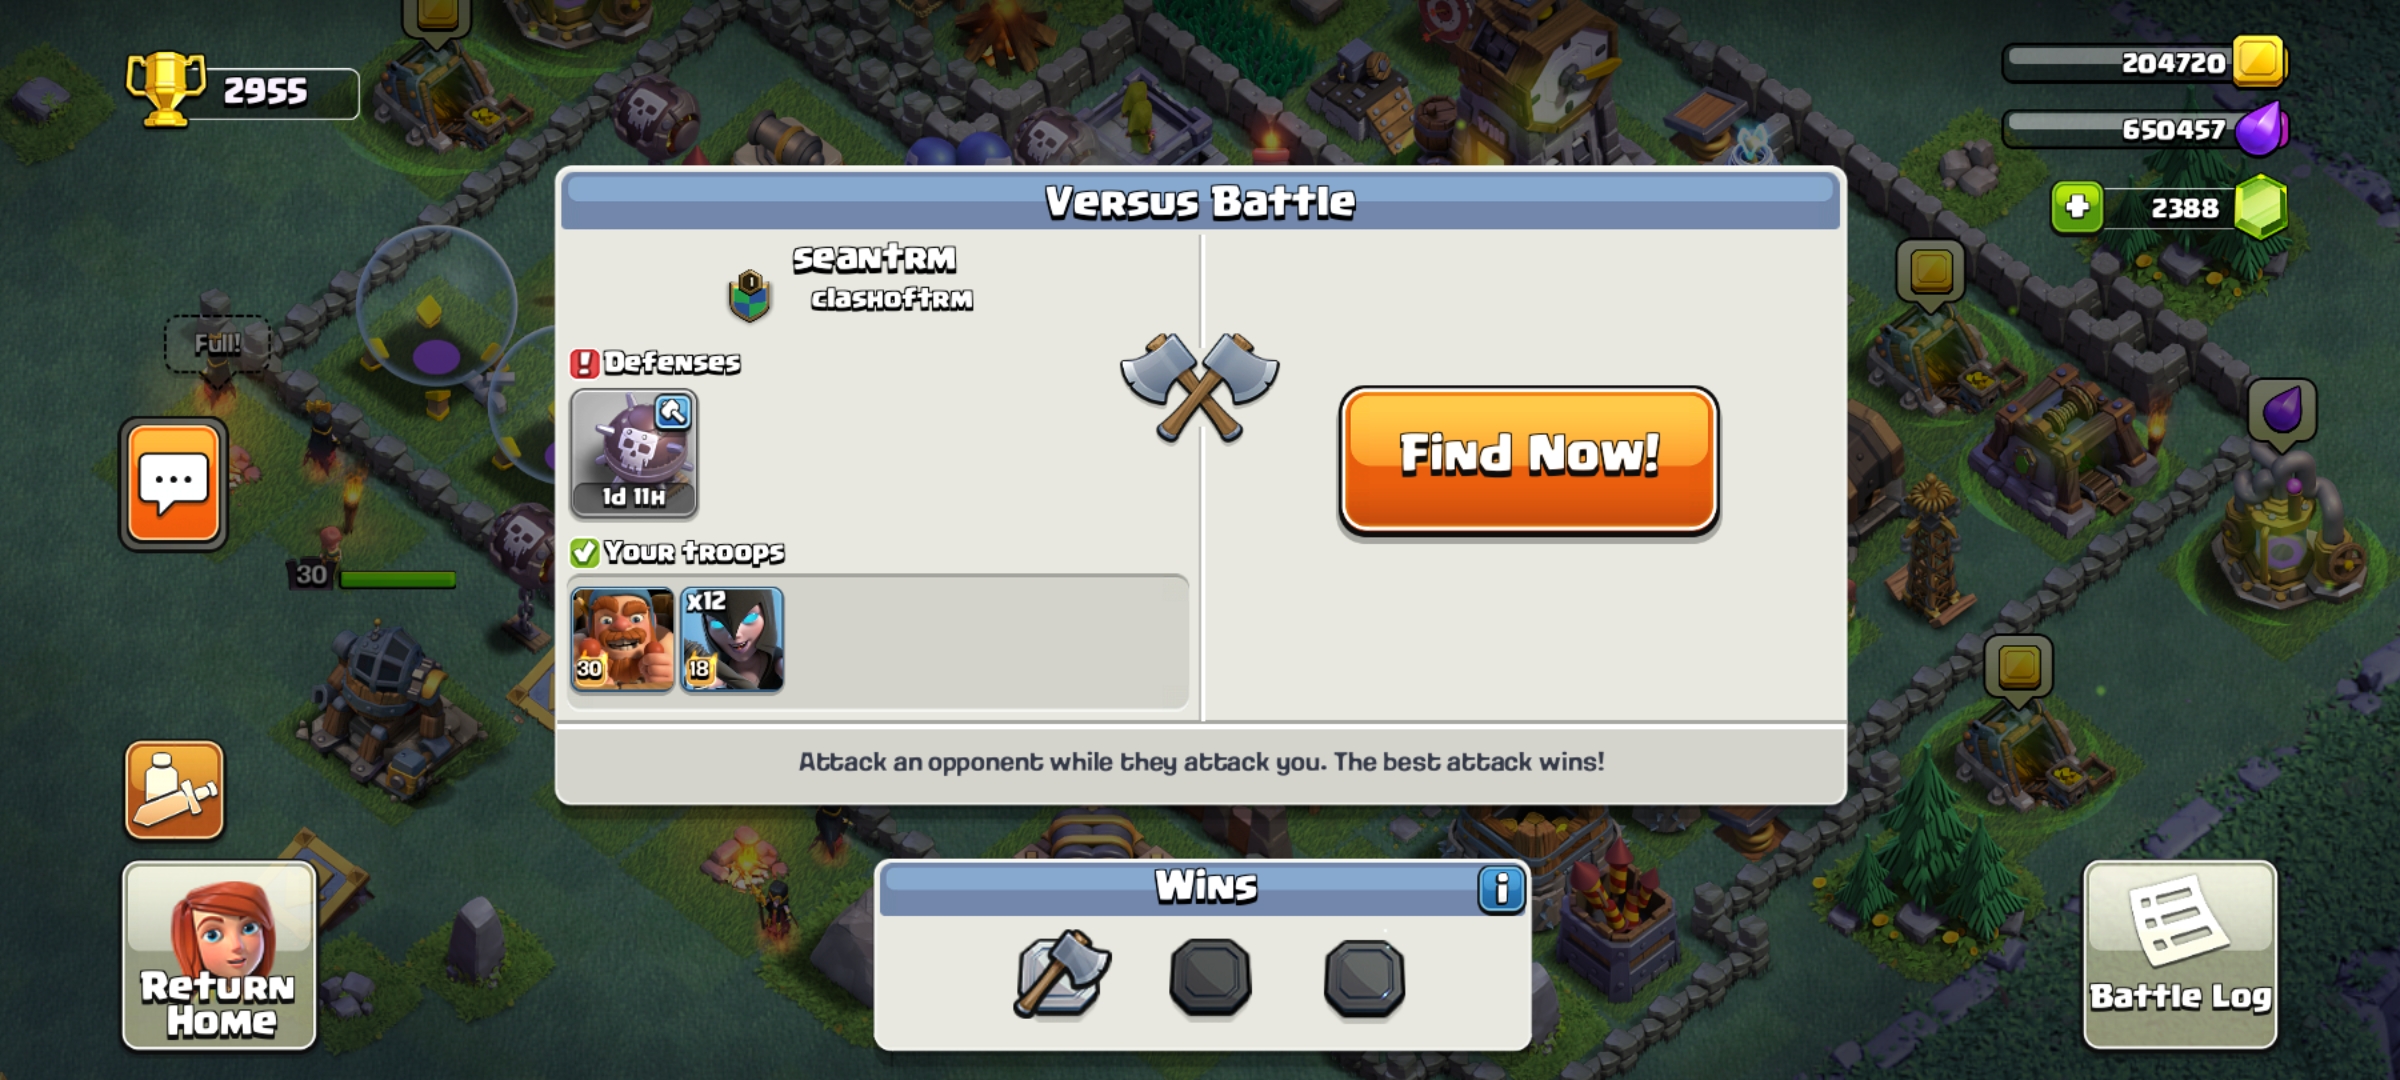 2955
204720
650457
2388
Versus Battle
seantrm
1
clashoftrm
Full!
Defenses
1d 11h
Find Now!
Your troops
30
x12
30
18
Attack an opponent while they attack you. The best attack wins!
Wins
i
Return
Home
Battle Log